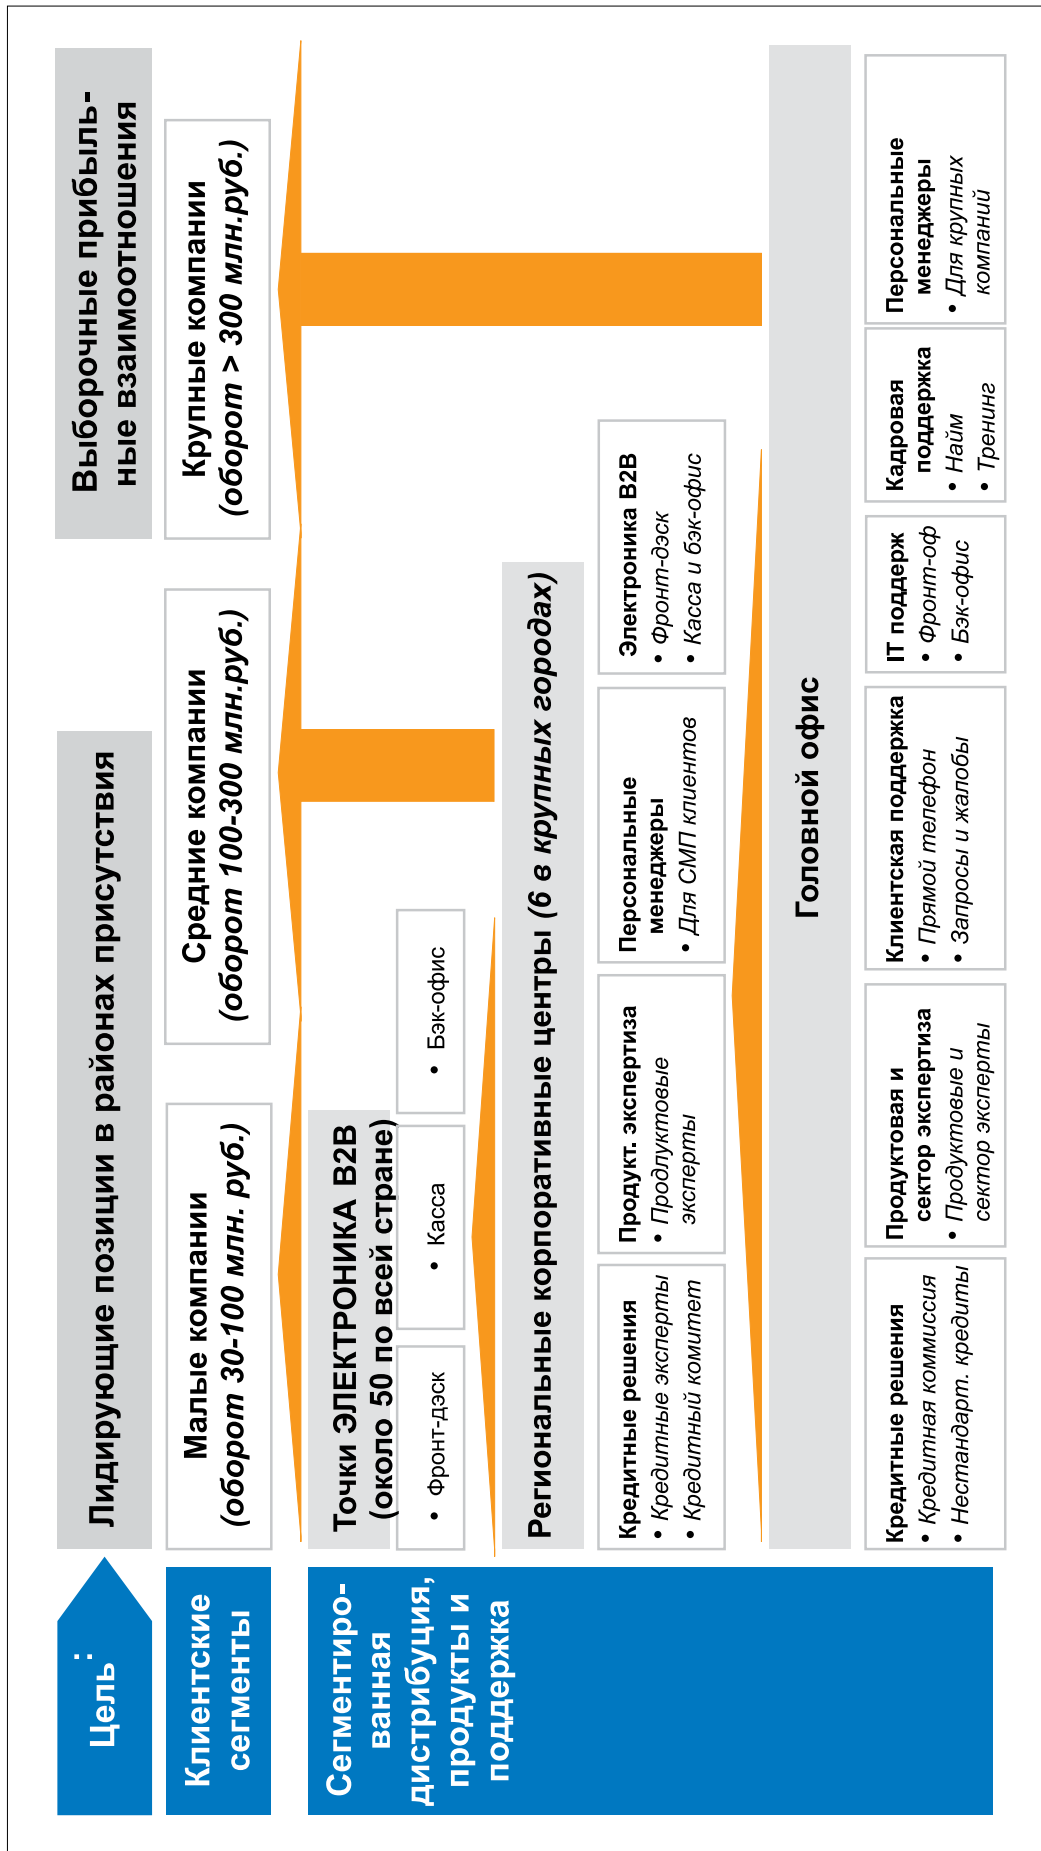 Цель :
Лидирующие позиции в районах присутствия
Выборочные прибыль-
ные взаимоотношения
Клиентские
сегменты
Малые компании
(оборот 30-100 млн. руб.)
Средние компании
(оборот 100-300 млн.руб.)
Крупные компании
(оборот > 300 млн.руб.)
Сегментиро-
ванная
дистрибуция,
продукты и
поддержка
Точки ЭЛЕКТРОНИКА В2В
(около 50 по всей стране)
• Фронт-дэск
• Касса
• Бэк-офис
Региональные корпоративные центры (6 в крупных городах)
Кредитные решения
• Кредитные эксперты
• Кредитный комитет
Продукт. экспертиза
• Продлуктовые
эксперты
Персональные
менеджеры
• Для СМП клиентов
Электроника В2В
• Фронт-дэск
• Касса и бэк-офис
Головной офис
Кредитные решения
• Кредитная коммиссия
• Нестандарт. кредиты
Продуктовая и
сектор экспертиза
• Продуктовые и
сектор эксперты
Клиентская поддержка
• Прямой телефон
• Запросы и жалобы
IT поддерж
• Фронт-оф
• Бэк-офис
Кадровая
поддержка
• Найм
• Тренинг
Персональные
менеджеры
• Для крупных
компаний